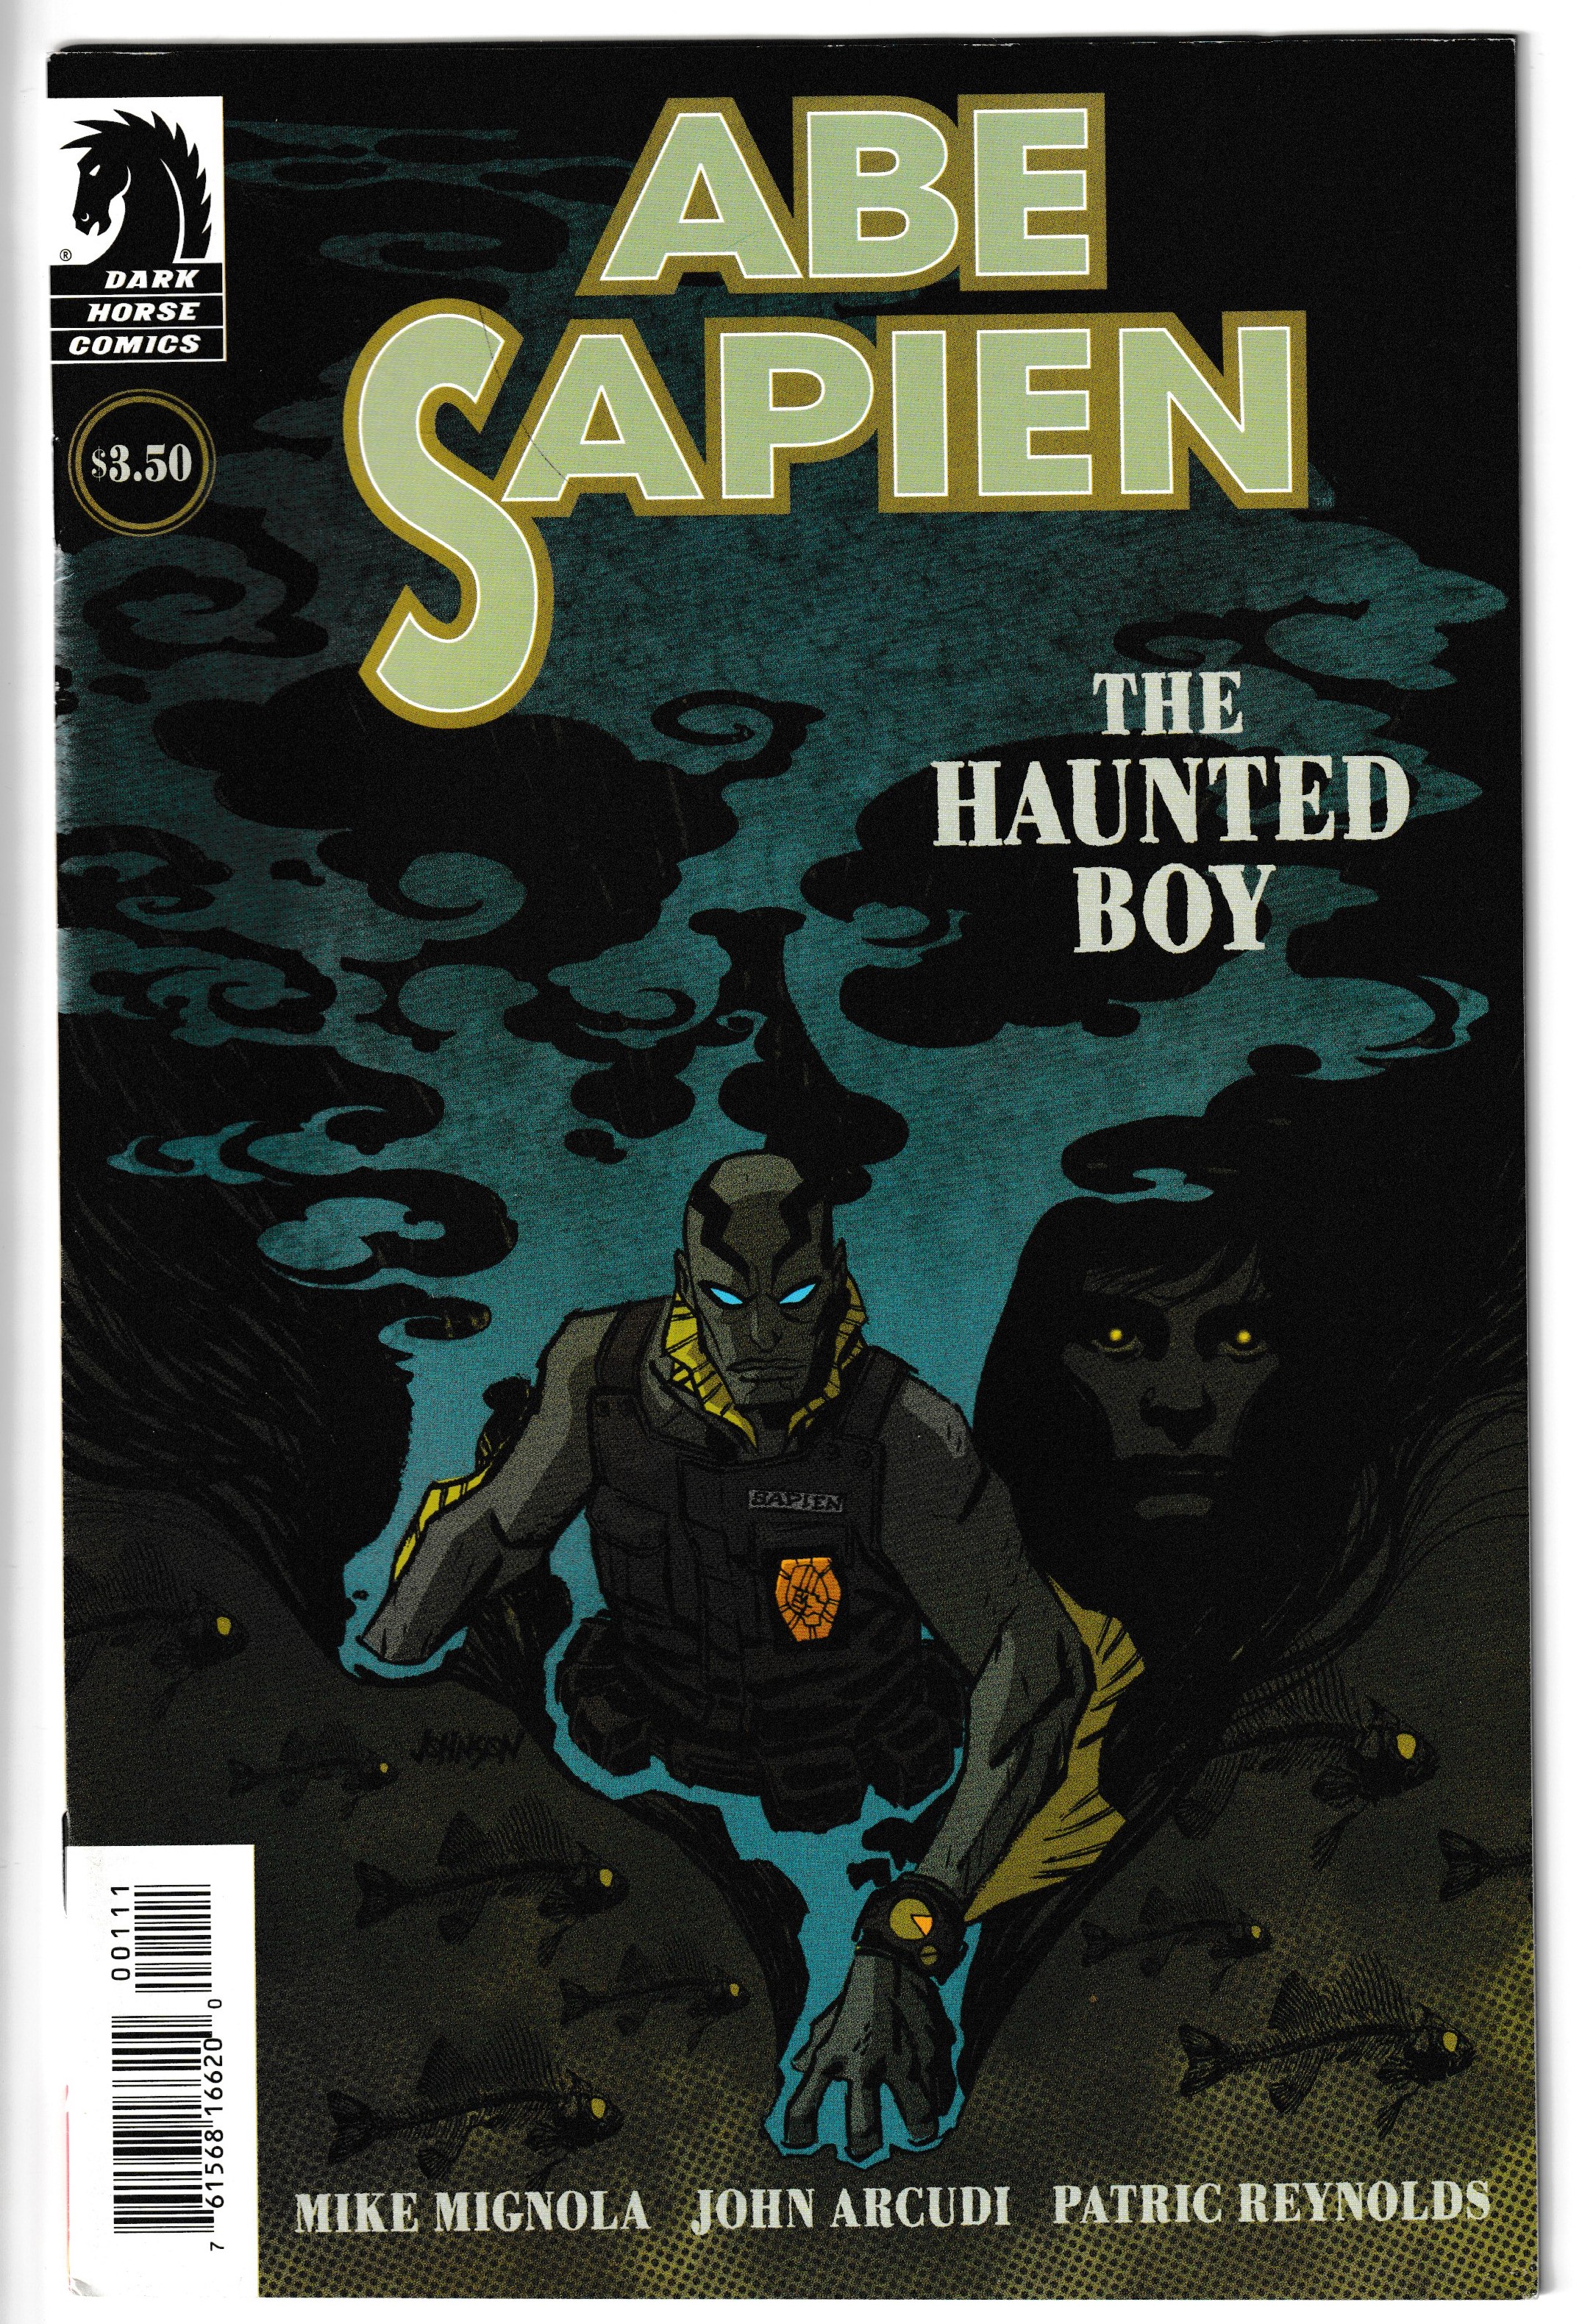 ABE
SAPIEN
™
®
DARK
HORSE
COMICS
$3.50
THE
HAUNTED
BOY
SAPIEN
JOHNSON
00111
7 61568 16620 0
MIKE MIGNOLA JOHN ARCUDI PATRIC REYNOLDS